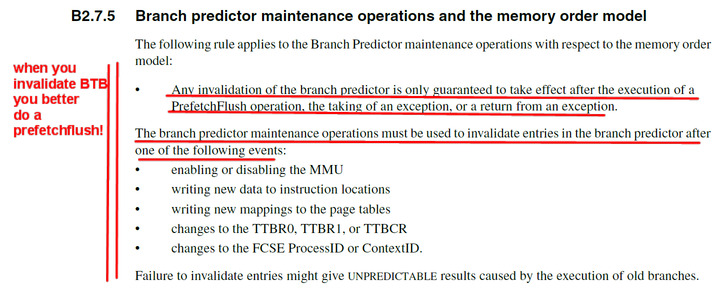 B2.7.5 Branch predictor maintenance operations and the memory order model
The following rule applies to the Branch Predictor maintenance operations with respect to the memory order
model:
when you
invalidate BTB
you better
do a
prefetchflush!
• Any invalidation of the branch predictor is only guaranteed to take effect after the execution of a
PrefetchFlush operation, the taking of an exception, or a return from an exception.
The branch predictor maintenance operations must be used to invalidate entries in the branch predictor after
one of the following events:
• enabling or disabling the MMU
• writing new data to instruction locations
• writing new mappings to the page tables
• changes to the TTBR0, TTBR1, or TTBCR
• changes to the FCSE ProcessID or ContextID.
Failure to invalidate entries might give UNPREDICTABLE results caused by the execution of old branches.